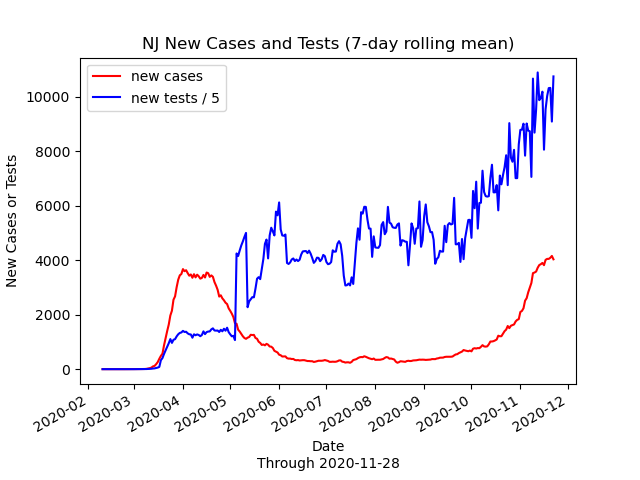 NJ New Cases and Tests (7-day rolling mean)
new cases
new tests / 5
New Cases or Tests
10000
8000
6000
4000
2000
0
2020-02
2020-03
2020-04
2020-05
2020-06
2020-07
2020-08
2020-09
2020-10
2020-11
2020-12
Date
Through 2020-11-28